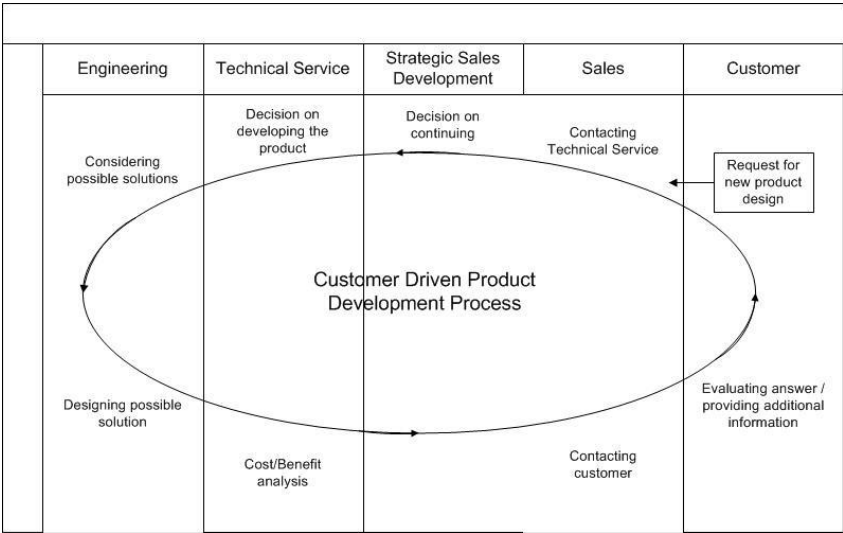 Engineering
Technical Service
Strategic Sales
Development
Sales
Customer
Decision on
developing the
product
Decision on
continuing
Contacting
Technical Service
Considering
possible solutions
Request for
new product
design
Customer Driven Product
Development Process
Designing possible
solution
Evaluating answer /
providing additional
information
Cost/Benefit
analysis
Contacting
customer